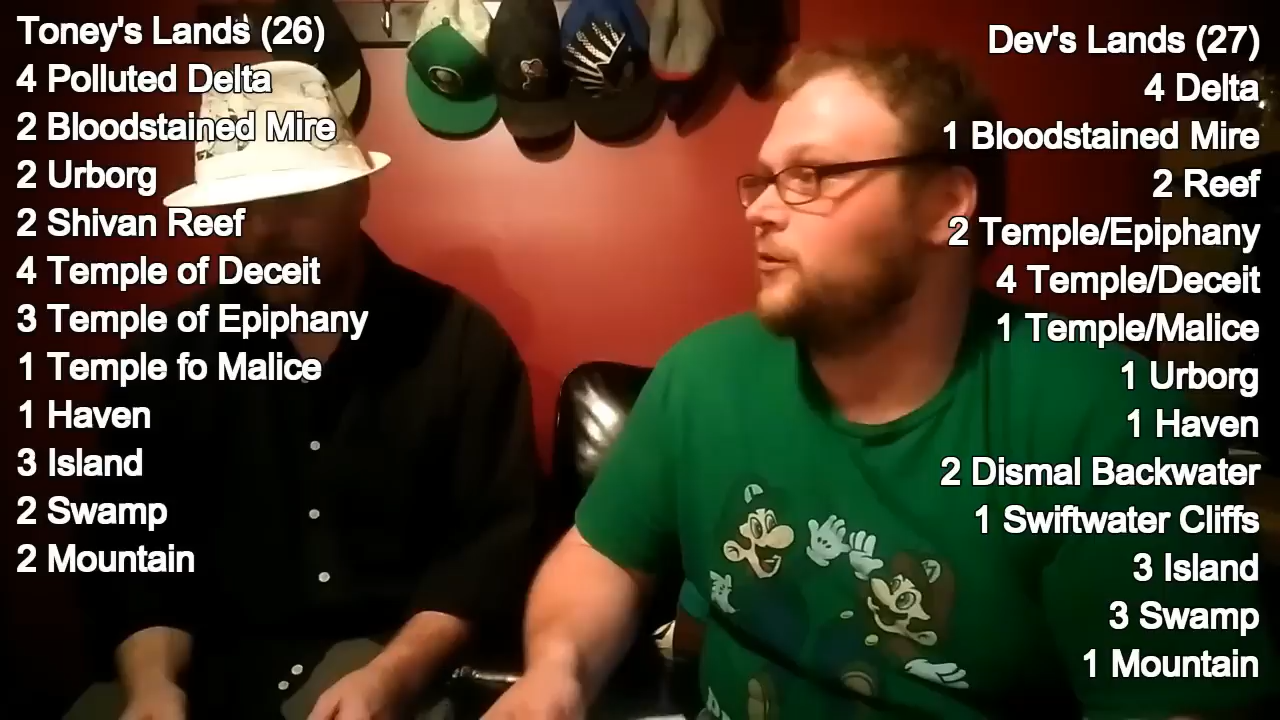 Toney's Lands (26)
4 Polluted Delta
2 Bloodstained Mire
2 Urborg
2 Shivan Reef
4 Temple of Deceit
3 Temple of Epiphany
1 Temple fo Malice
1 Haven
3 Island
2 Swamp
2 Mountain
Dev's Lands (27)
4 Delta
1 Bloodstained Mire
2 Reef
2 Temple/Epiphany
4 Temple/Deceit
1 Temple/Malice
1 Urborg
1 Haven
2 Dismal Backwater
1 Swiftwater Cliffs
3 Island
3 Swamp
1 Mountain